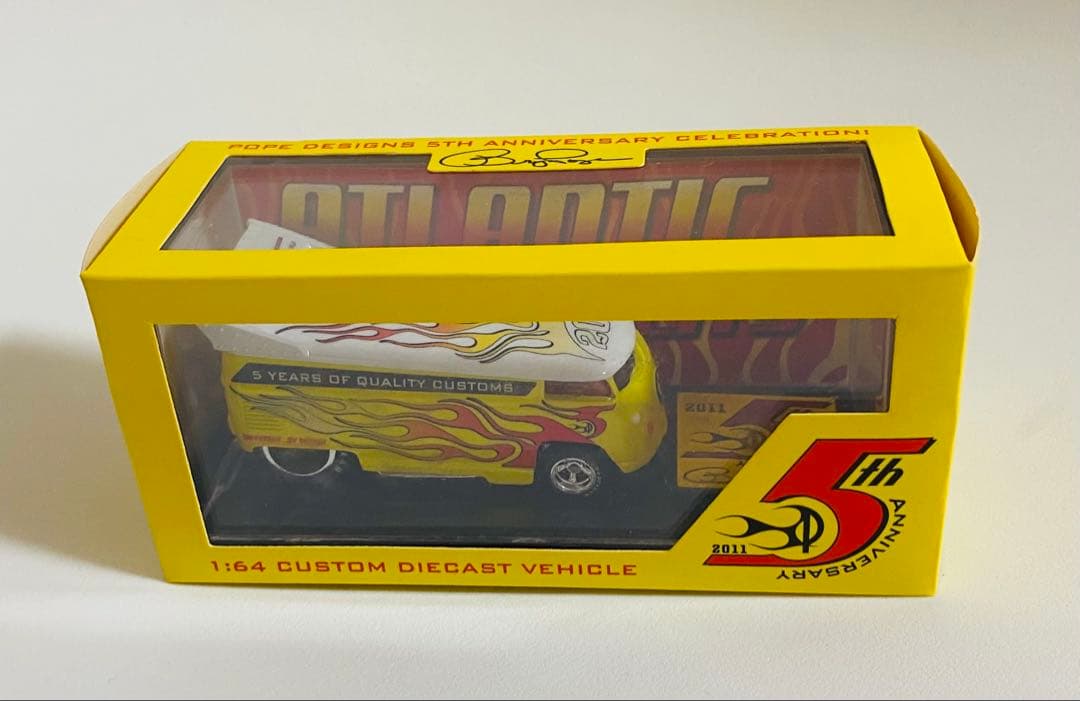 POPE DESIGNS 5TH ANNIVERSARY CELEBRATION!
ATLANTIC
20
5 YEARS OF QUALITY CUSTOMS
2011
5th
ANNIVERSARY
2011
1:64 CUSTOM DIECAST VEHICLE